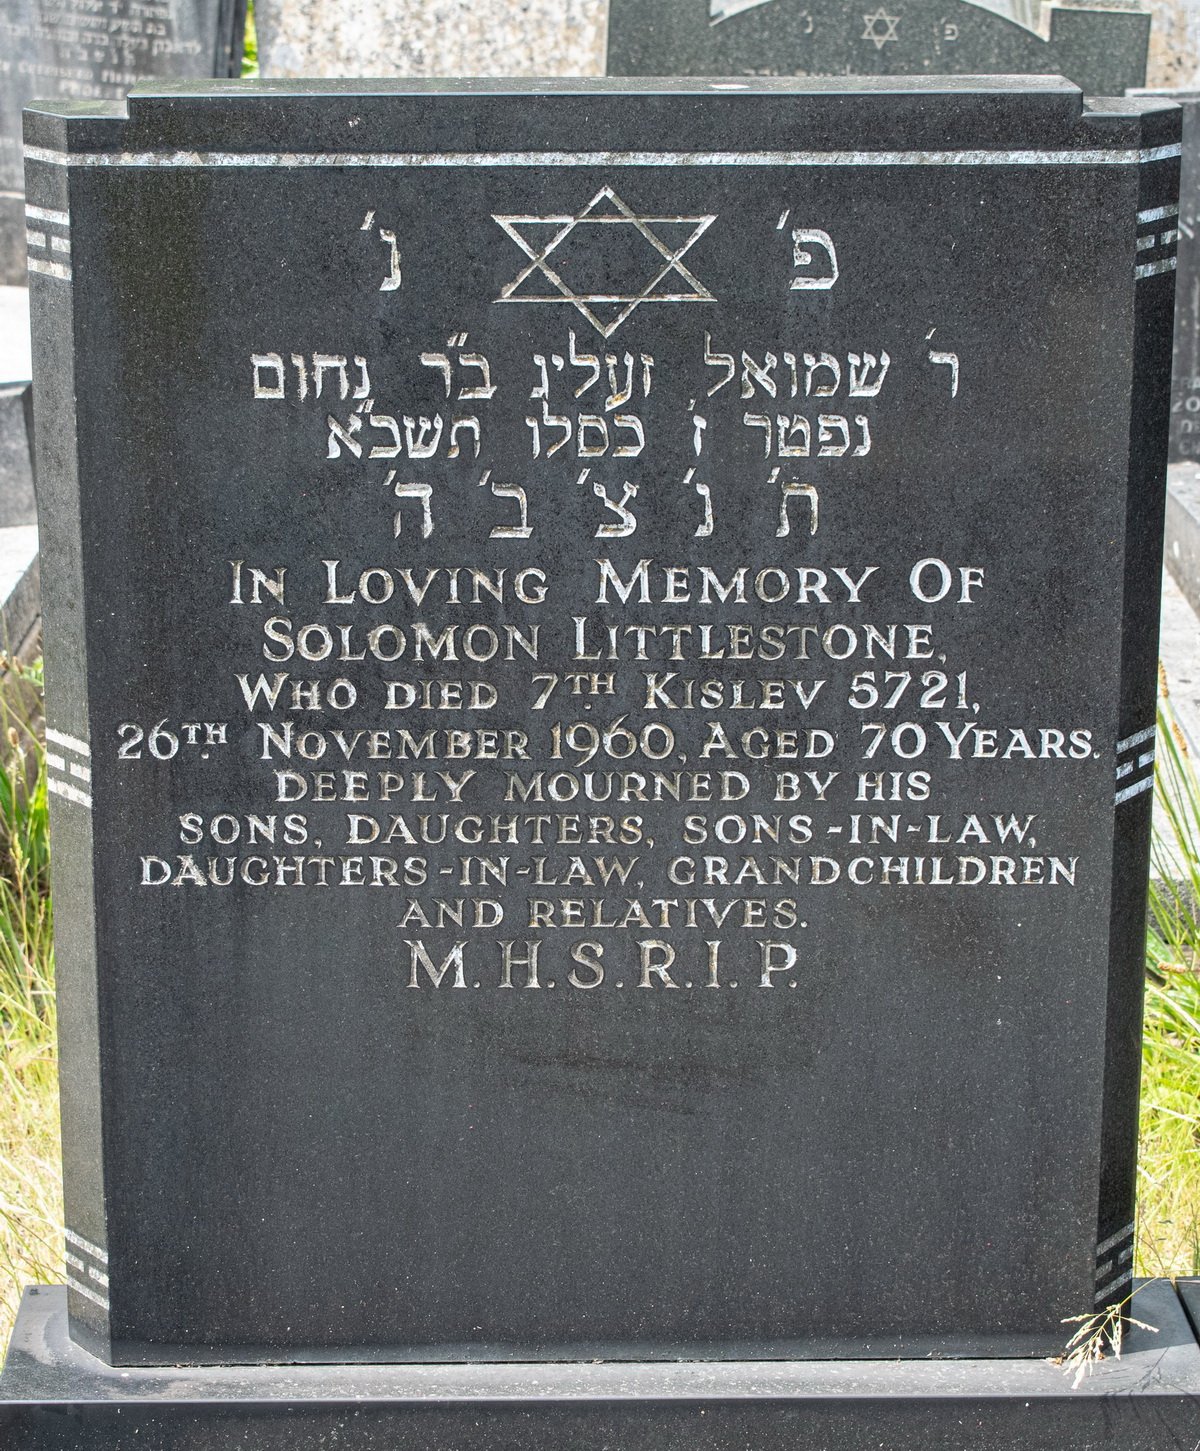 פ' נ'
ר' שמואל זעליג ב"ר נחום
נפטר ז' כסלו תשכ"א
ת' נ' צ' ב' ה'
IN LOVING MEMORY OF
SOLOMON LITTLESTONE,
WHO DIED 7TH KISLEV 5721,
26TH NOVEMBER 1960, AGED 70 YEARS.
DEEPLY MOURNED BY HIS
SONS, DAUGHTERS, SONS-IN-LAW,
DAUGHTERS-IN-LAW, GRANDCHILDREN
AND RELATIVES.
M.H.S.R.I.P.
פ' נ'